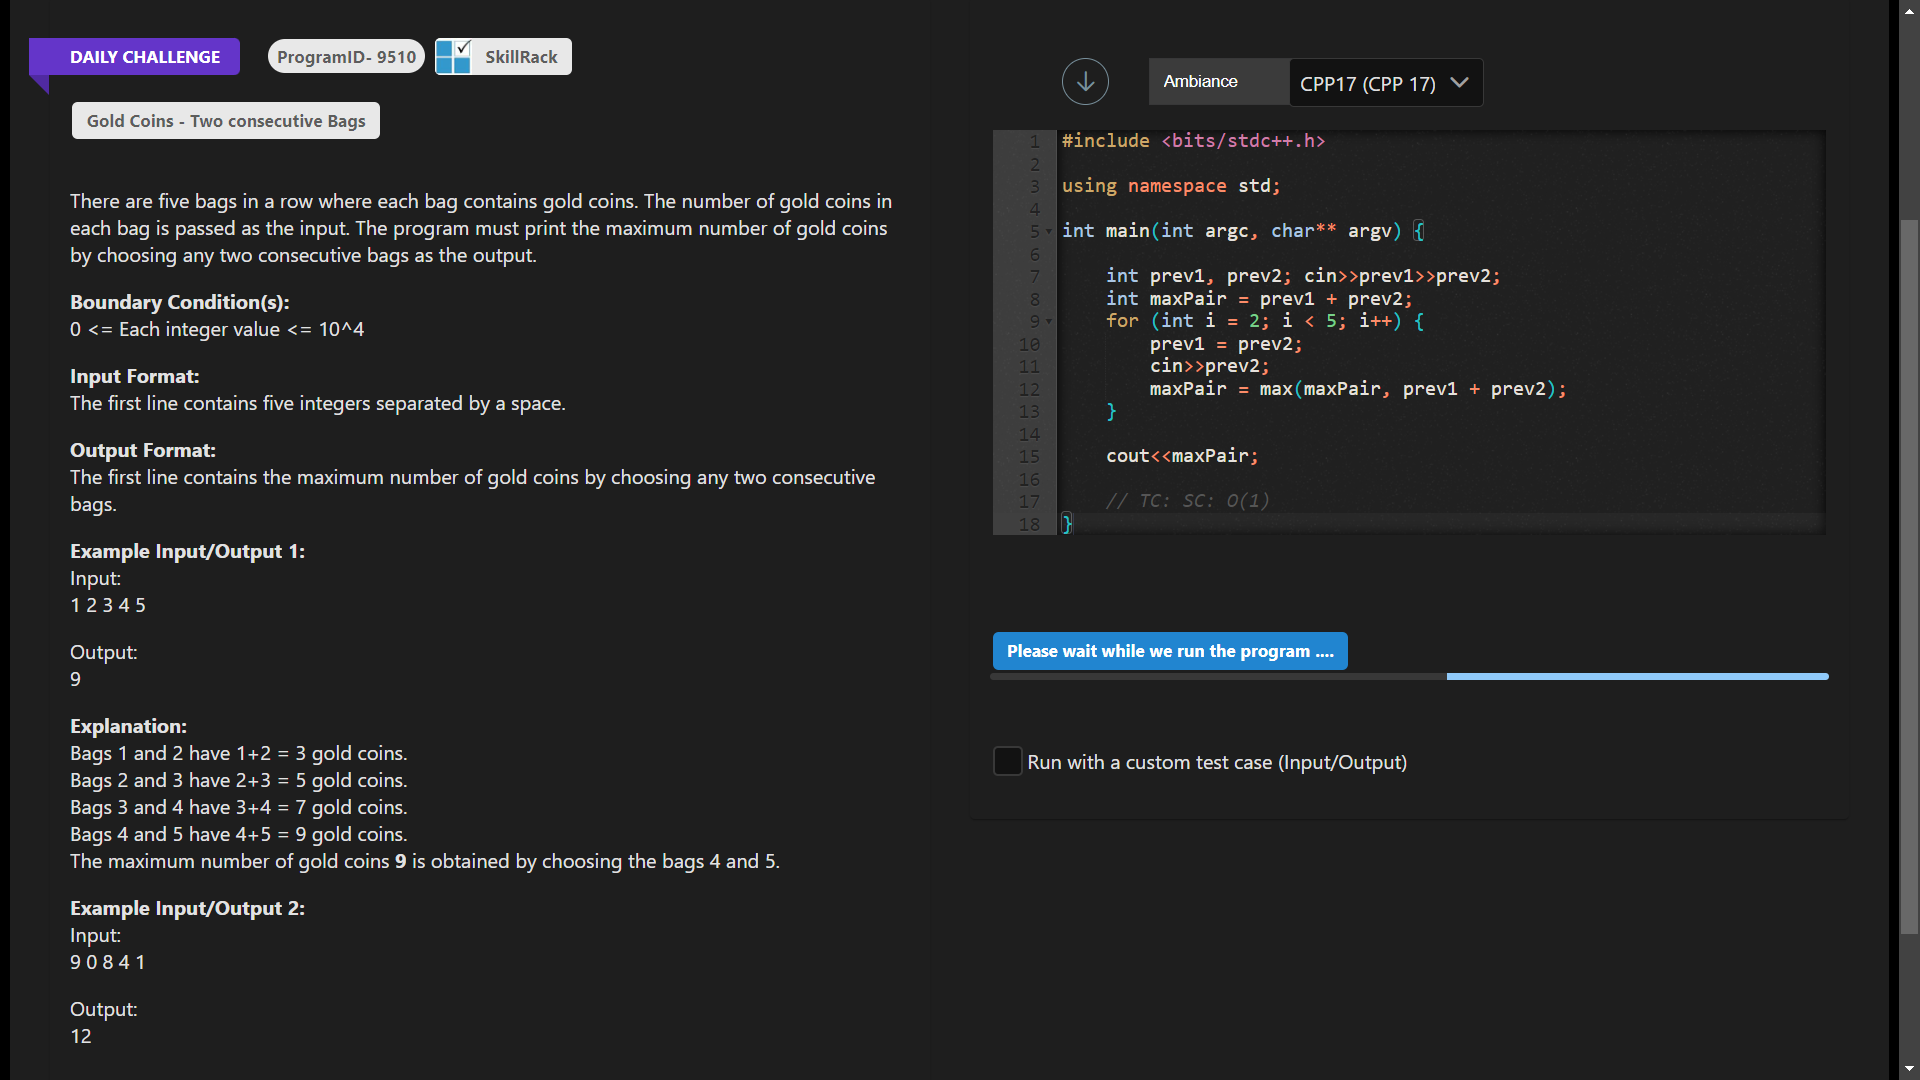 DAILY CHALLENGE
ProgramID- 9510
SkillRack
Gold Coins - Two consecutive Bags
There are five bags in a row where each bag contains gold coins. The number of gold coins in
each bag is passed as the input. The program must print the maximum number of gold coins
by choosing any two consecutive bags as the output.
Boundary Condition(s):
0 <= Each integer value <= 10^4
Input Format:
The first line contains five integers separated by a space.
Output Format:
The first line contains the maximum number of gold coins by choosing any two consecutive
bags.
Example Input/Output 1:
Input:
1 2 3 4 5
Output:
9
Explanation:
Bags 1 and 2 have 1+2 = 3 gold coins.
Bags 2 and 3 have 2+3 = 5 gold coins.
Bags 3 and 4 have 3+4 = 7 gold coins.
Bags 4 and 5 have 4+5 = 9 gold coins.
The maximum number of gold coins 9 is obtained by choosing the bags 4 and 5.
Example Input/Output 2:
Input:
9 0 8 4 1
Output:
12
Ambiance
CPP17 (CPP 17)
1 #include <bits/stdc++.h>
2
3 using namespace std;
4
5 int main(int argc, char** argv) {
6
7 int prev1, prev2; cin>>prev1>>prev2;
8 int maxPair = prev1 + prev2;
9 for (int i = 2; i < 5; i++) {
10 prev1 = prev2;
11 cin>>prev2;
12 maxPair = max(maxPair, prev1 + prev2);
13 }
14
15 cout<<maxPair;
16
17 // TC: SC: O(1)
18 }
Please wait while we run the program ....
Run with a custom test case (Input/Output)